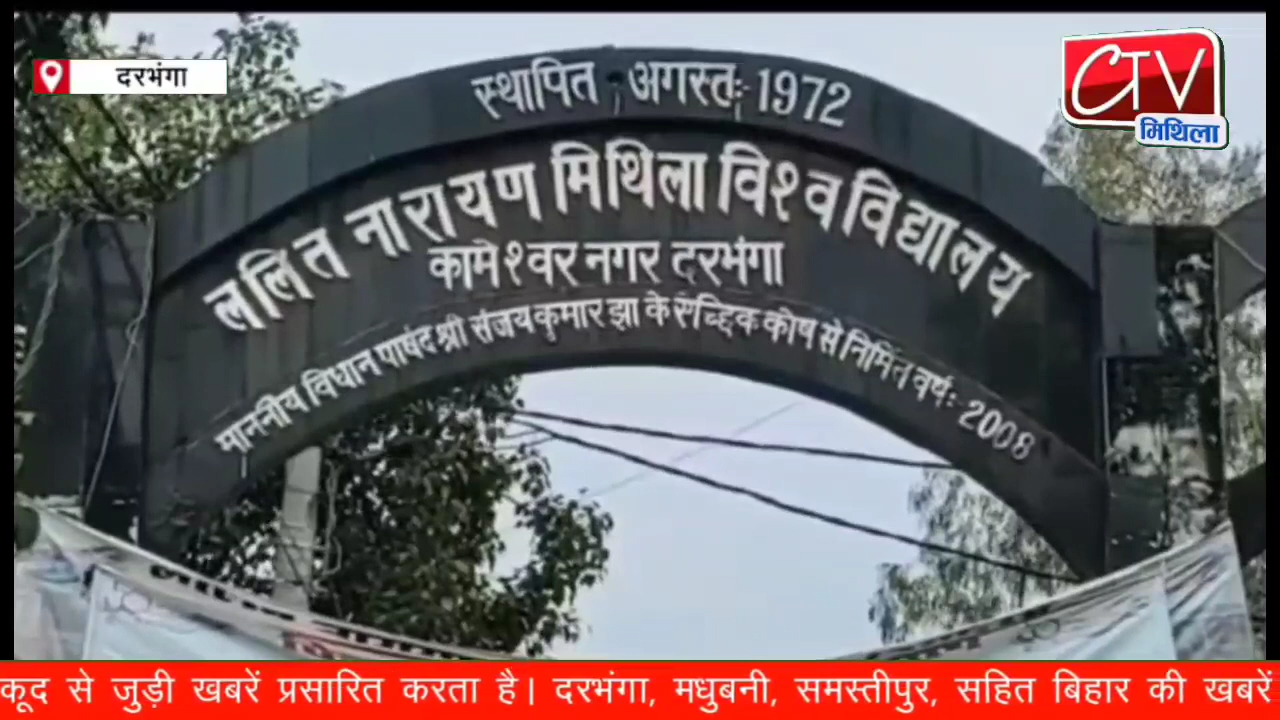 दरभंगा
CTV
मिथिला
स्थापित अगस्तः 1972
ललित नारायण मिथिला विश्वविद्यालय
कामेश्वर नगर दरभंगा
माननीय विधान पार्षद श्री संजय कुमार झा के एच्छिक कोष से निर्मित वर्षः 2008
कूद से जुड़ी खबरें प्रसारित करता है। दरभंगा, मधुबनी, समस्तीपुर, सहित बिहार की खबरें